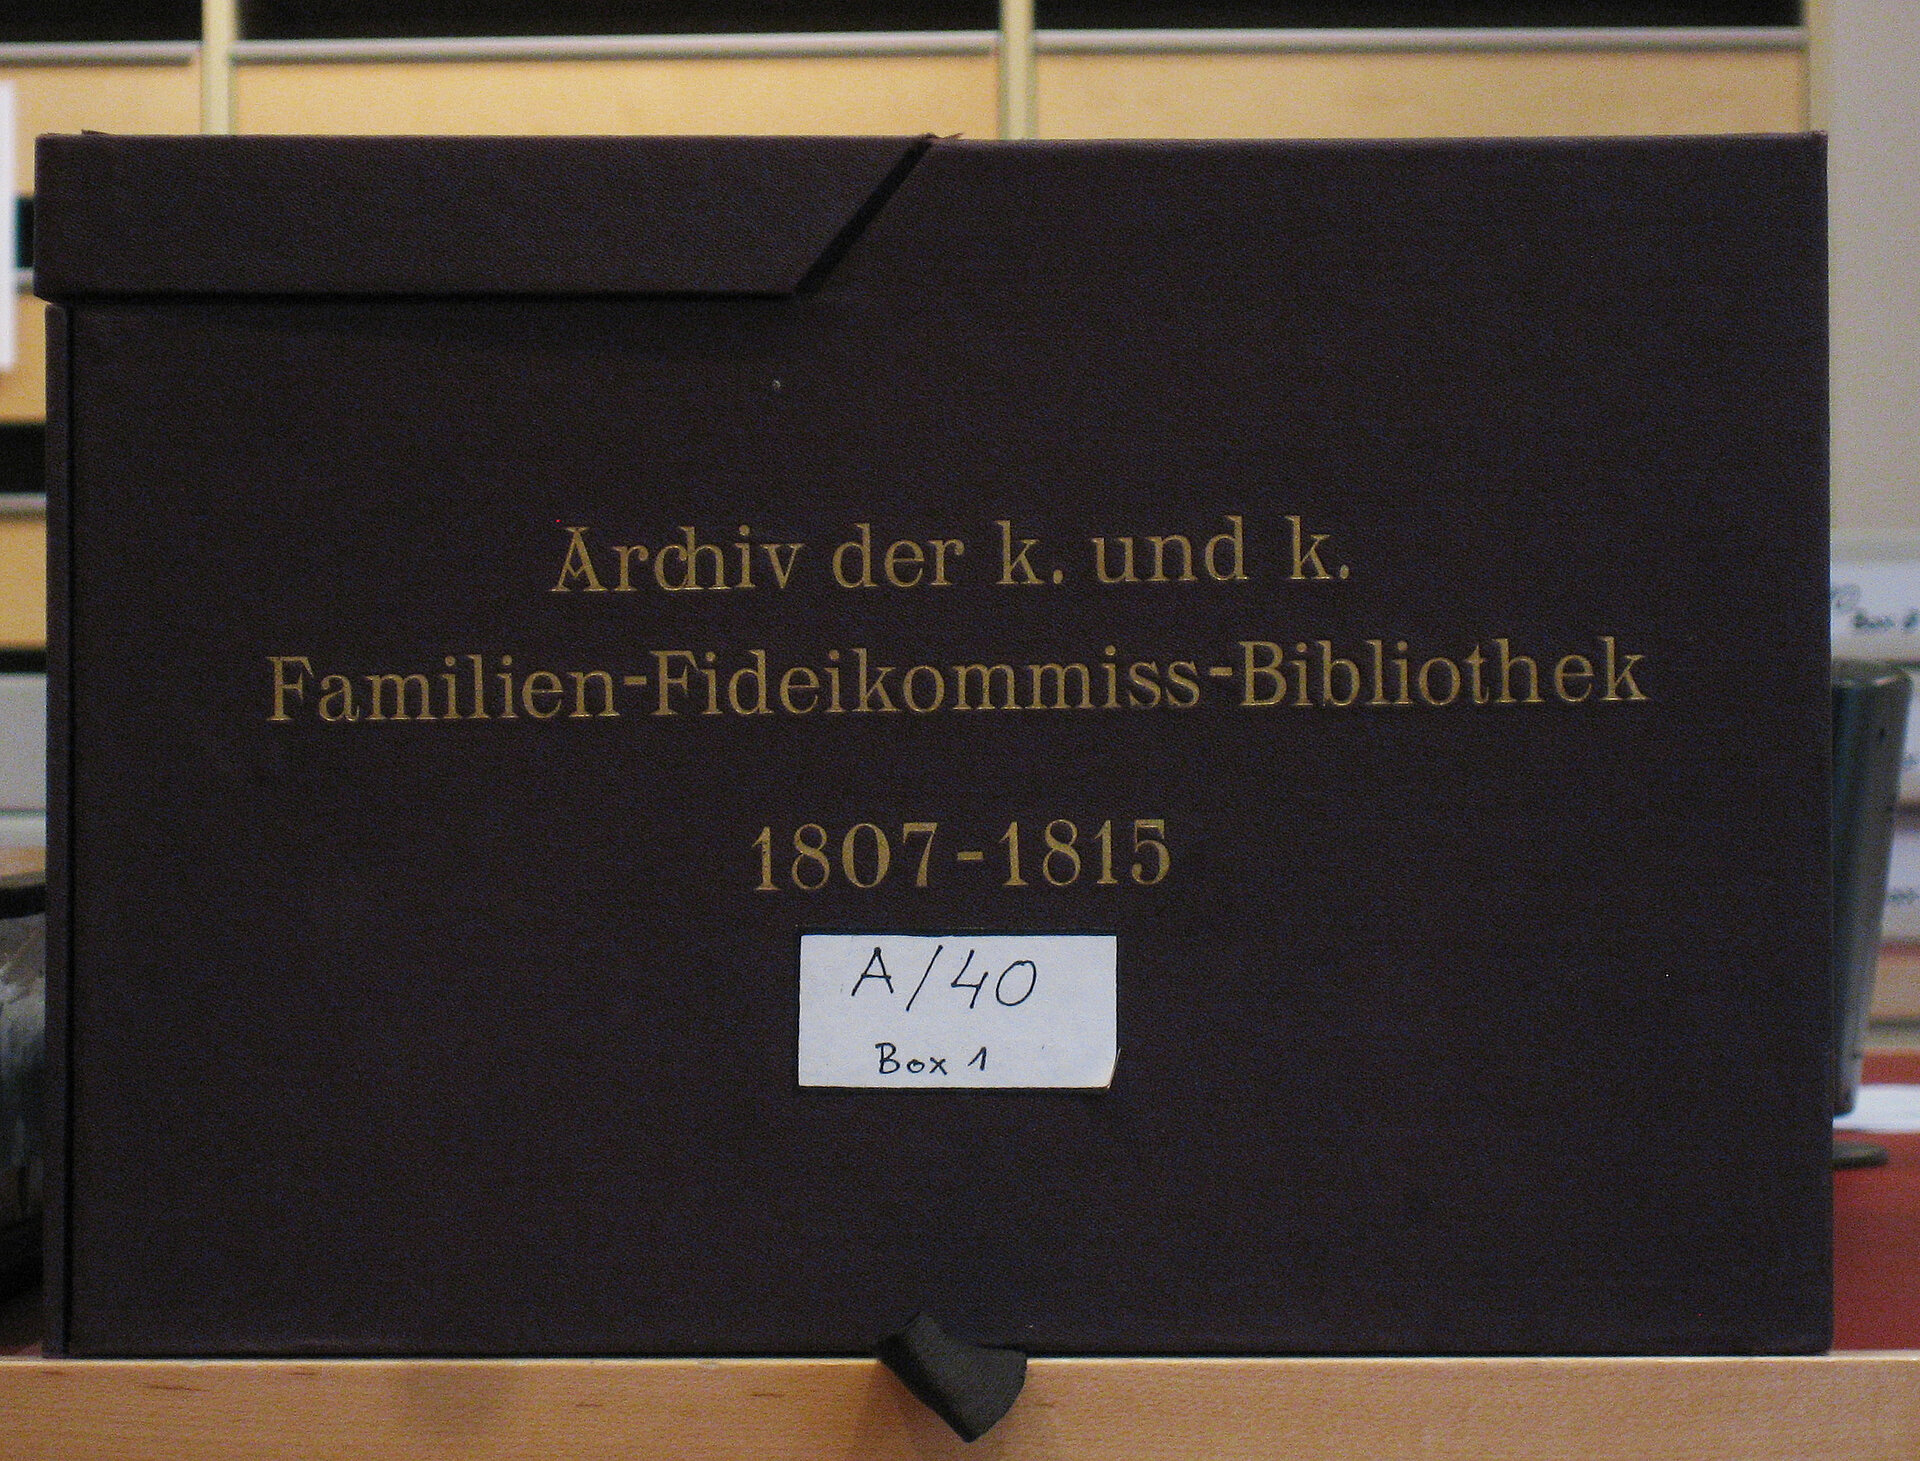 Archiv der k. und k.
Familien-Fideikommiss-Bibliothek
1807-1815
A/40
Box 1